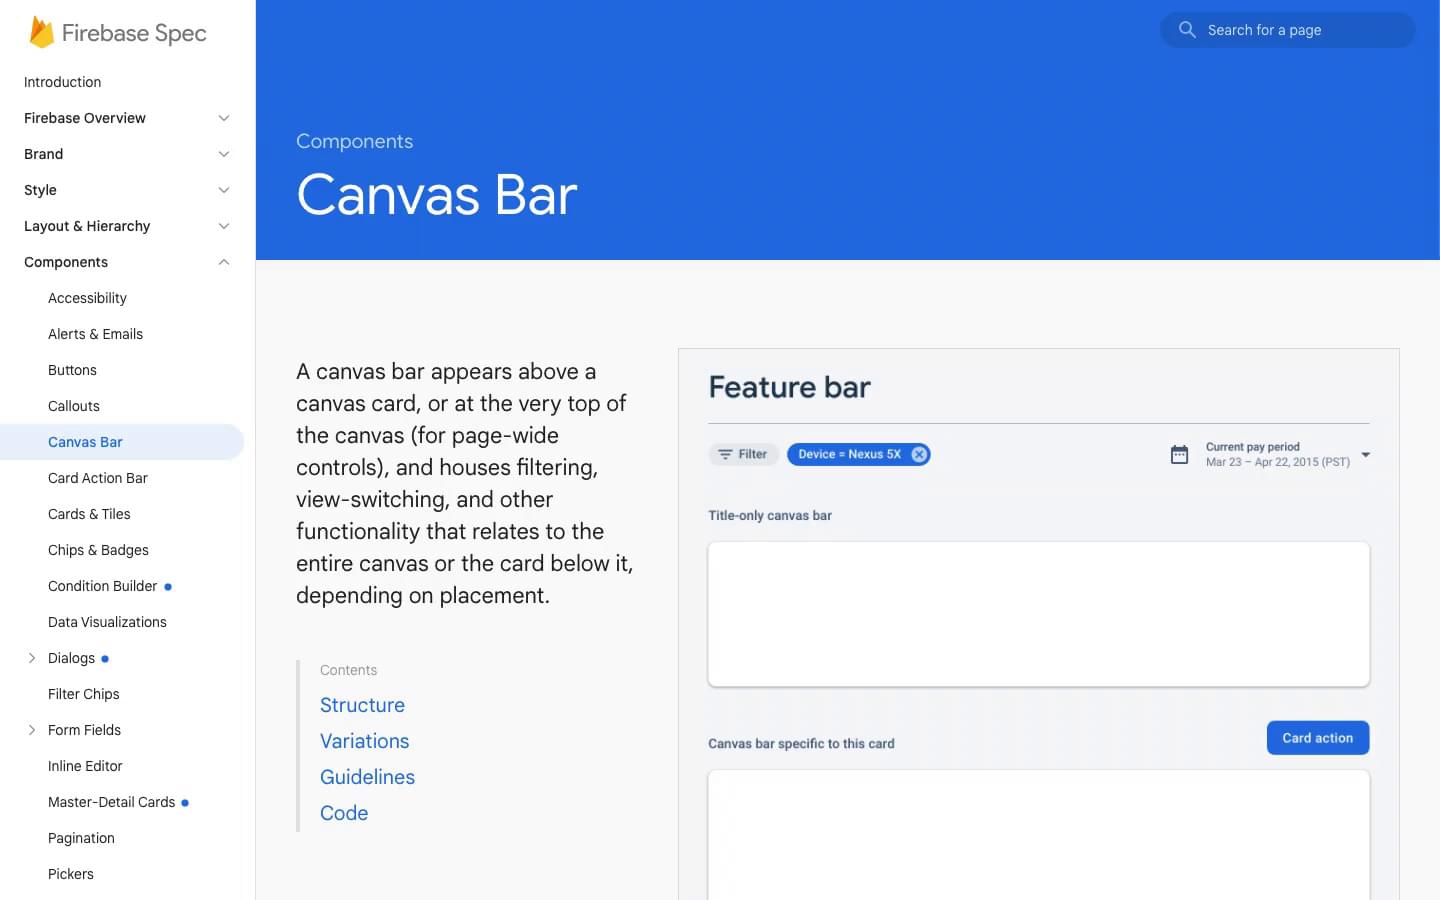 Firebase Spec
Introduction
Firebase Overview
Brand
Style
Layout & Hierarchy
Components
Accessibility
Alerts & Emails
Buttons
Callouts
Canvas Bar
Card Action Bar
Cards & Tiles
Chips & Badges
Condition Builder
Data Visualizations
Dialogs
Filter Chips
Form Fields
Inline Editor
Master-Detail Cards
Pagination
Pickers
Search for a page
Components
Canvas Bar
A canvas bar appears above a
canvas card, or at the very top of
the canvas (for page-wide
controls), and houses filtering,
view-switching, and other
functionality that relates to the
entire canvas or the card below it,
depending on placement.
Contents
Structure
Variations
Guidelines
Code
Feature bar
Filter
Device = Nexus 5X
Current pay period
Mar 23 – Apr 22, 2015 (PST)
Title-only canvas bar
Canvas bar specific to this card
Card action